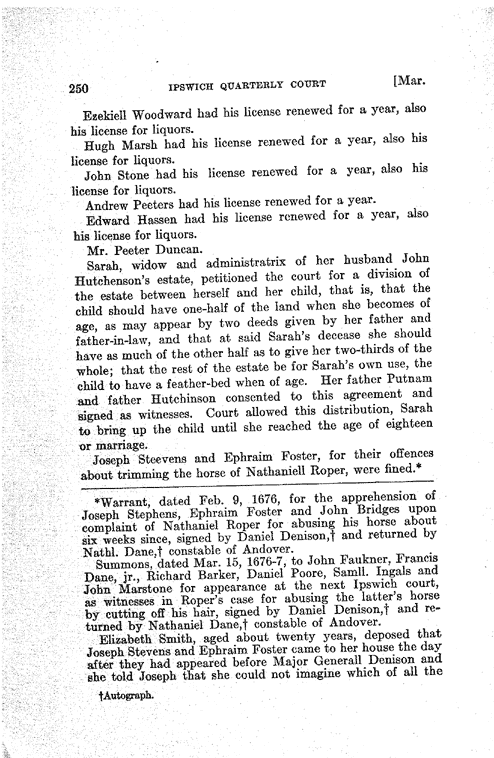 250 IPSWICH QUARTERLY COURT [Mar.
Ezekiell Woodward had his license renewed for a year, also
his license for liquors.
Hugh Marsh had his license renewed for a year, also his
license for liquors.
John Stone had his license renewed for a year, also his
license for liquors.
Andrew Peeters had his license renewed for a year.
Edward Hassen had his license renewed for a year, also
his license for liquors.
Mr. Peeter Duncan.
Sarah, widow and administratrix of her husband John
Hutchenson's estate, petitioned the court for a division of
the estate between herself and her child, that is, that the
child should have one-half of the land when she becomes of
age, as may appear by two deeds given by her father and
father-in-law, and that at said Sarah's decease she should
have as much of the other half as to give her two-thirds of the
whole; that the rest of the estate be for Sarah's own use, the
child to have a feather-bed when of age. Her father Putnam
and father Hutchinson consented to this agreement and
signed as witnesses. Court allowed this distribution, Sarah
to bring up the child until she reached the age of eighteen
or marriage.
Joseph Steevens and Ephraim Foster, for their offences
about trimming the horse of Nathaniell Roper, were fined.*
*Warrant, dated Feb. 9, 1676, for the apprehension of
Joseph Stephens, Ephraim Foster and John Bridges upon
complaint of Nathaniel Roper for abusing his horse about
six weeks since, signed by Daniel Denison,† and returned by
Nathl. Dane,† constable of Andover.
Summons, dated Mar. 15, 1676-7, to John Faukner, Francis
Dane, jr., Richard Barker, Daniel Poore, Samll. Ingals and
John Marstone for appearance at the next Ipswich court,
as witnesses in Roper's case for abusing the latter's horse
by cutting off his hair, signed by Daniel Denison,† and re-
turned by Nathaniel Dane,† constable of Andover.
Elizabeth Smith, aged about twenty years, deposed that
Joseph Stevens and Ephraim Foster came to her house the day
after they had appeared before Major Generall Denison and
she told Joseph that she could not imagine which of all the
†Autograph.